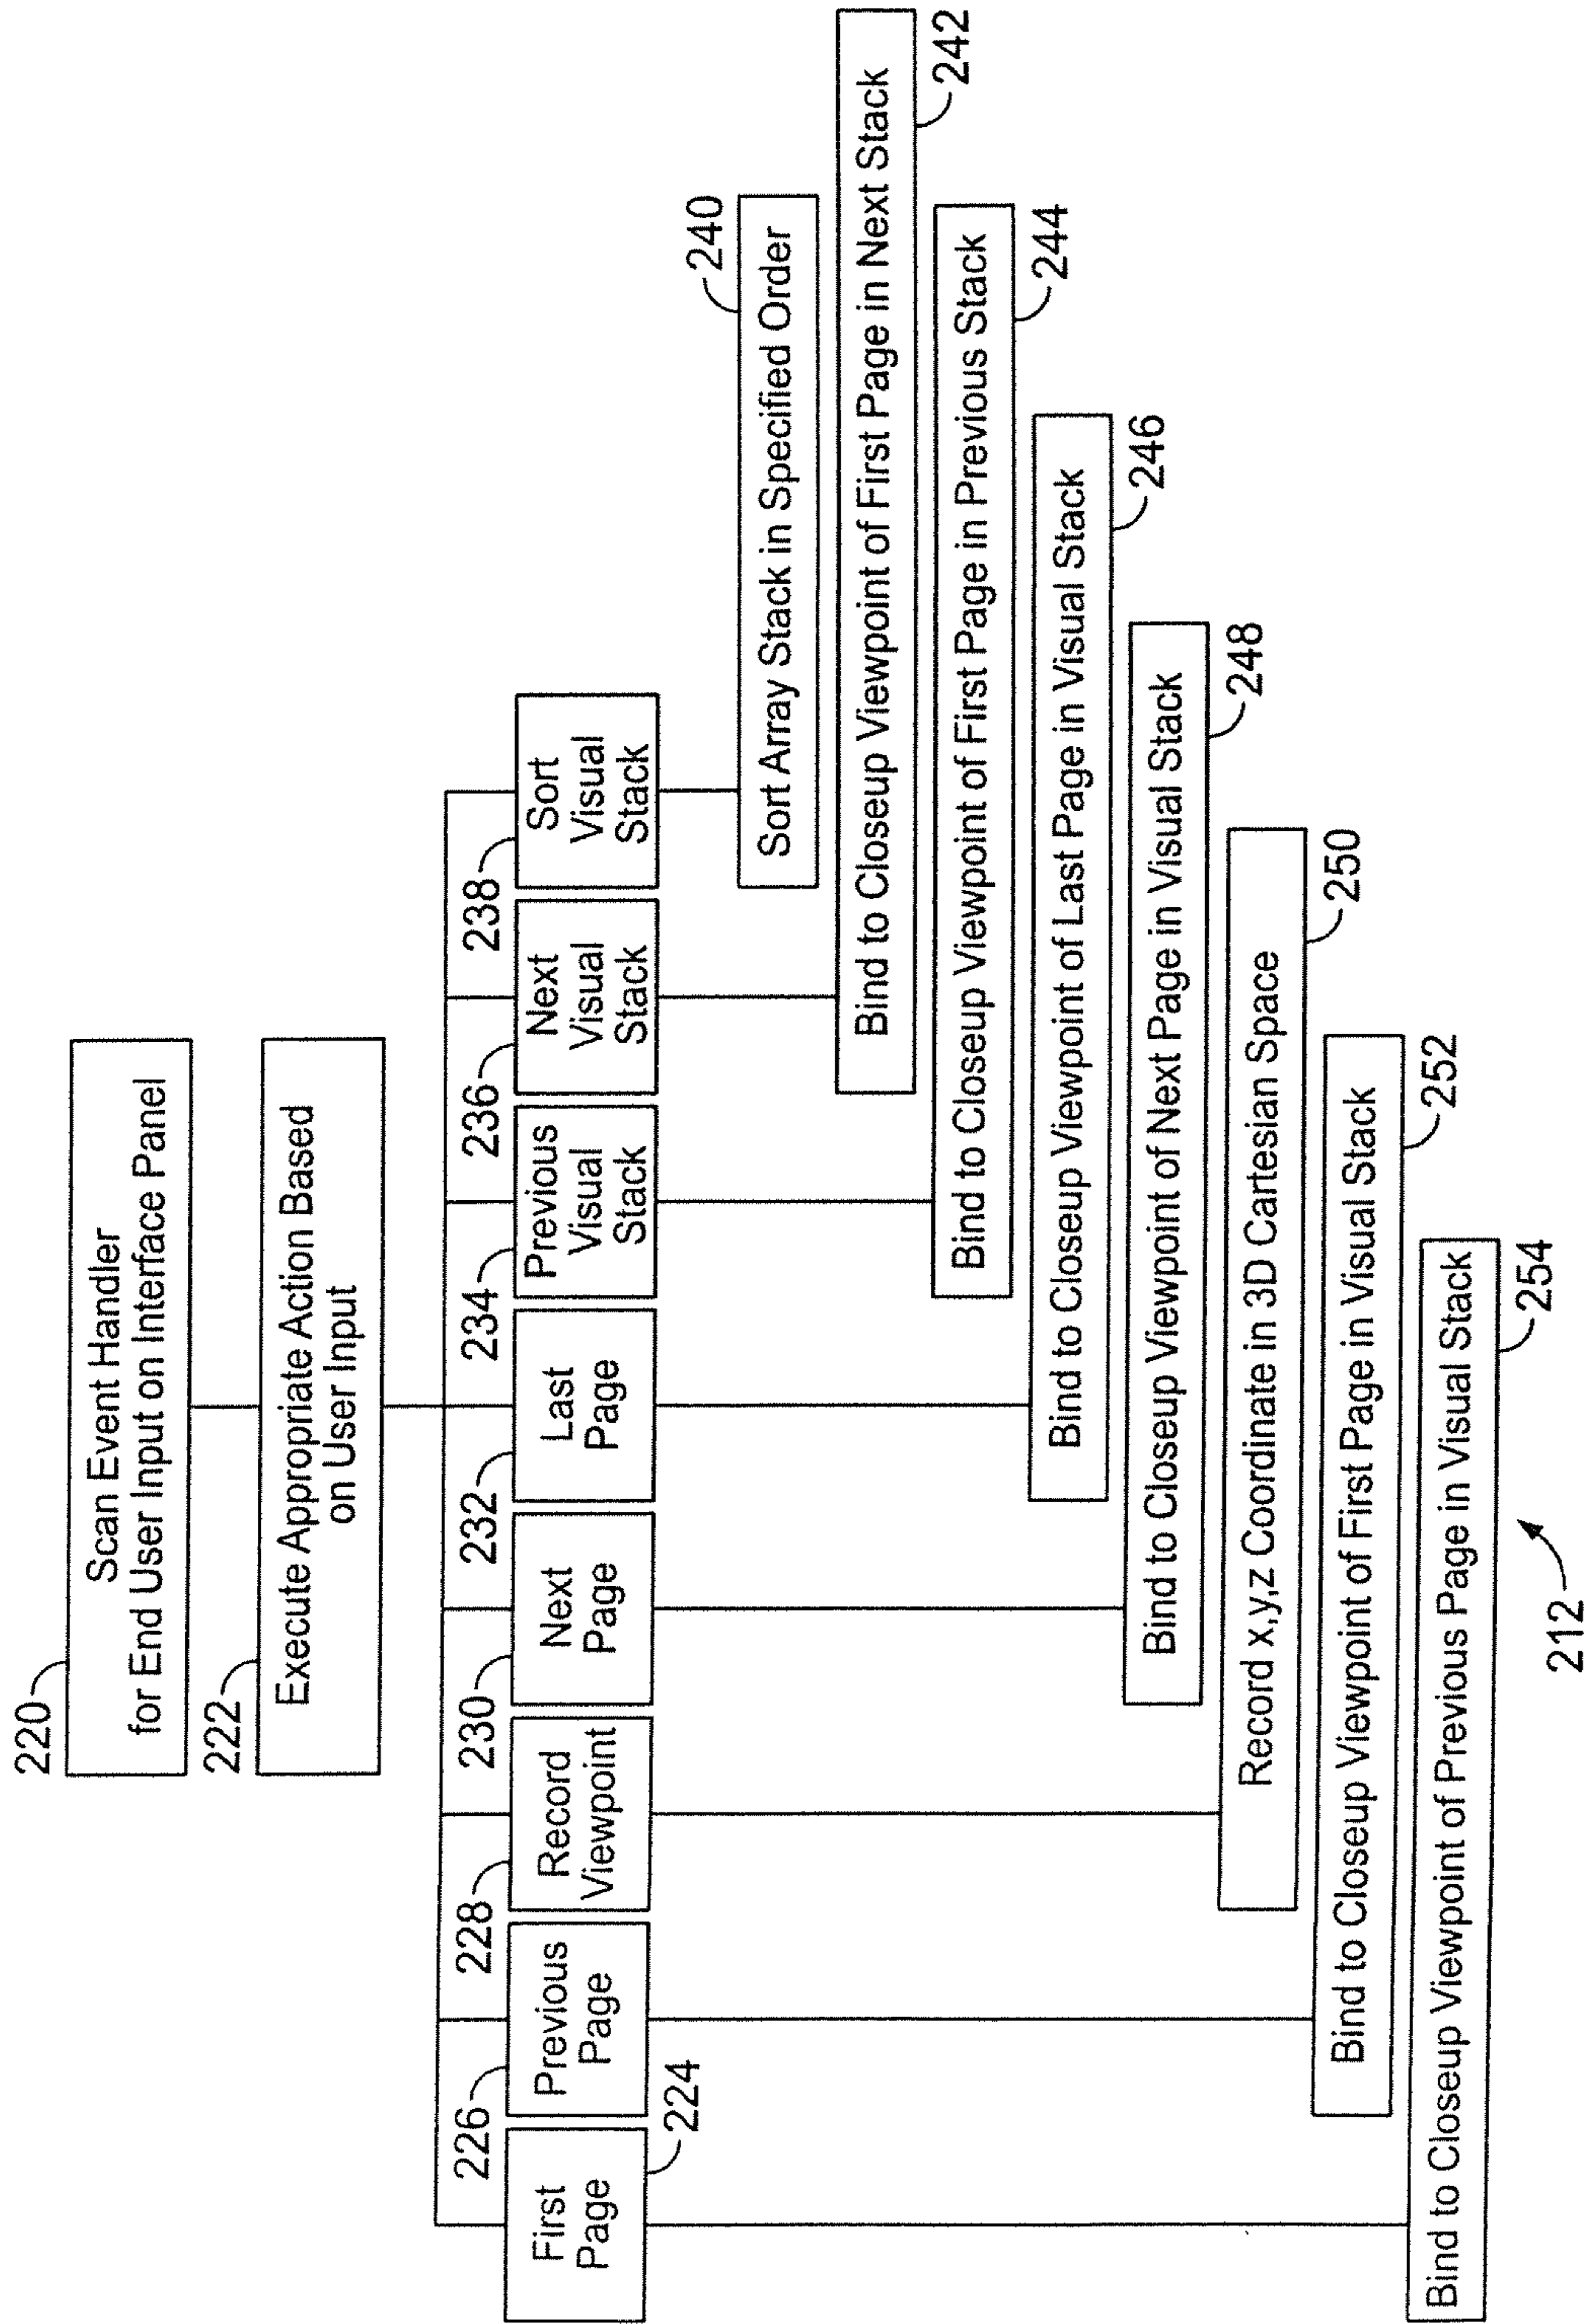 220
Scan Event Handler
for End User Input on Interface Panel
222
Execute Appropriate Action Based
on User Input
First
Page
224
226
Previous
Page
228
Record
Viewpoint
230
Next
Page
232
Last
Page
234
Previous
Visual
Stack
236
Next
Visual
Stack
238
Sort
Visual
Stack
240
Sort Array Stack in Specified Order
Bind to Closeup Viewpoint of First Page in Next Stack
242
Bind to Closeup Viewpoint of First Page in Previous Stack
244
Bind to Closeup Viewpoint of Last Page in Visual Stack
246
Bind to Closeup Viewpoint of Next Page in Visual Stack
248
Record x,y,z Coordinate in 3D Cartesian Space
250
Bind to Closeup Viewpoint of First Page in Visual Stack
252
Bind to Closeup Viewpoint of Previous Page in Visual Stack
254
212